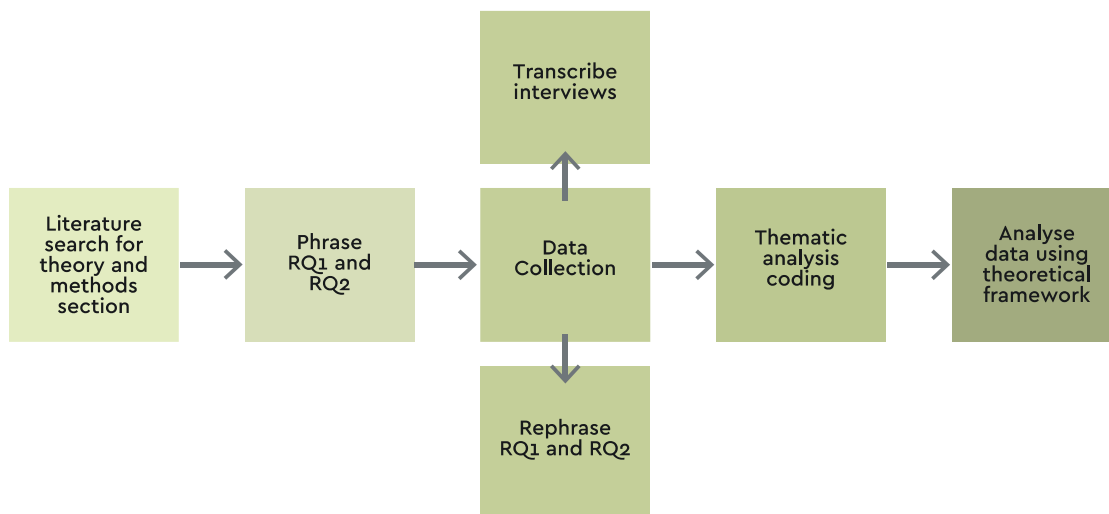 Transcribe
interviews
Literature
search for
theory and
methods
section
Phrase
RQ1 and
RQ2
Data
Collection
Thematic
analysis
coding
Analyse
data using
theoretical
framework
Rephrase
RQ1 and RQ2